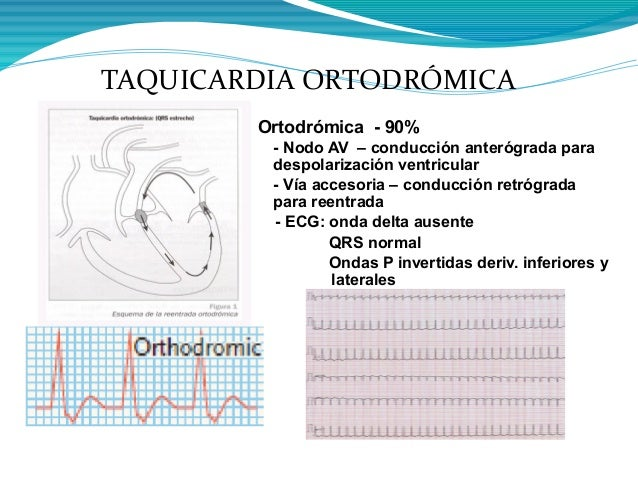 TAQUICARDIA ORTODRÓMICA
Taquicardia ortodrómica: (QRS estrecho)
Figura 1
Esquema de la reentrada ortodrómica
Ortodrómica - 90%
- Nodo AV – conducción anterógrada para
despolarización ventricular
- Vía accesoria – conducción retrógrada
para reentrada
- ECG: onda delta ausente
QRS normal
Ondas P invertidas deriv. inferiores y
laterales
Orthodromic